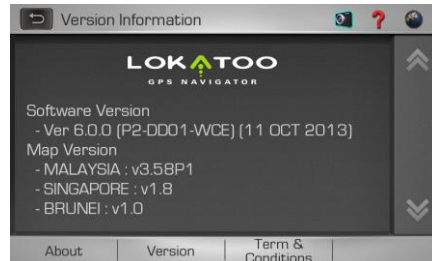 Version Information
LOKATOO
GPS NAVIGATOR
Software Version
- Ver 6.0.0 (P2-DD01-WCE) (11 OCT 2013)
Map Version
- MALAYSIA : v3.58P1
- SINGAPORE : v1.8
- BRUNEI : v1.0
About Version Term &
Conditions